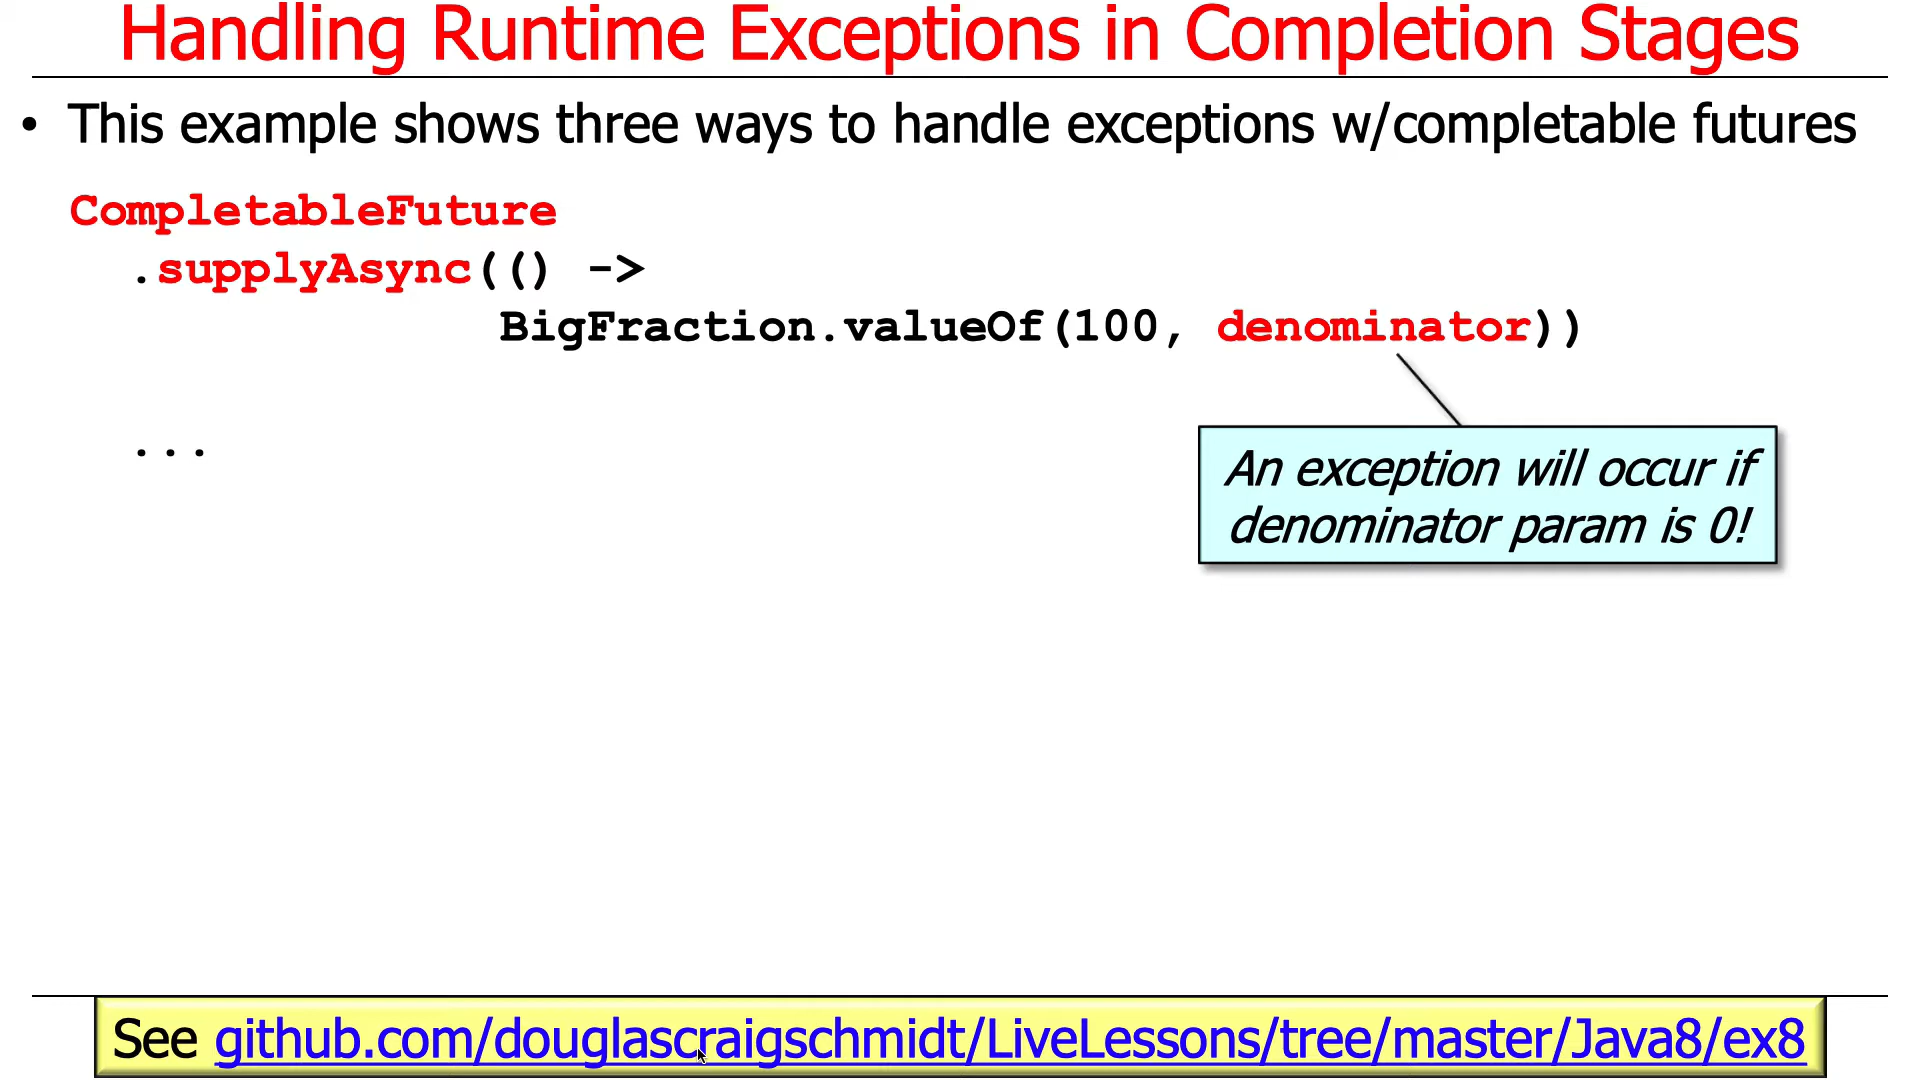 Handling Runtime Exceptions in Completion Stages
• This example shows three ways to handle exceptions w/completable futures
CompletableFuture
.supplyAsync(() ->
BigFraction.valueOf(100, denominator))
...
An exception will occur if
denominator param is 0!
See github.com/douglascraigschmidt/LiveLessons/tree/master/Java8/ex8